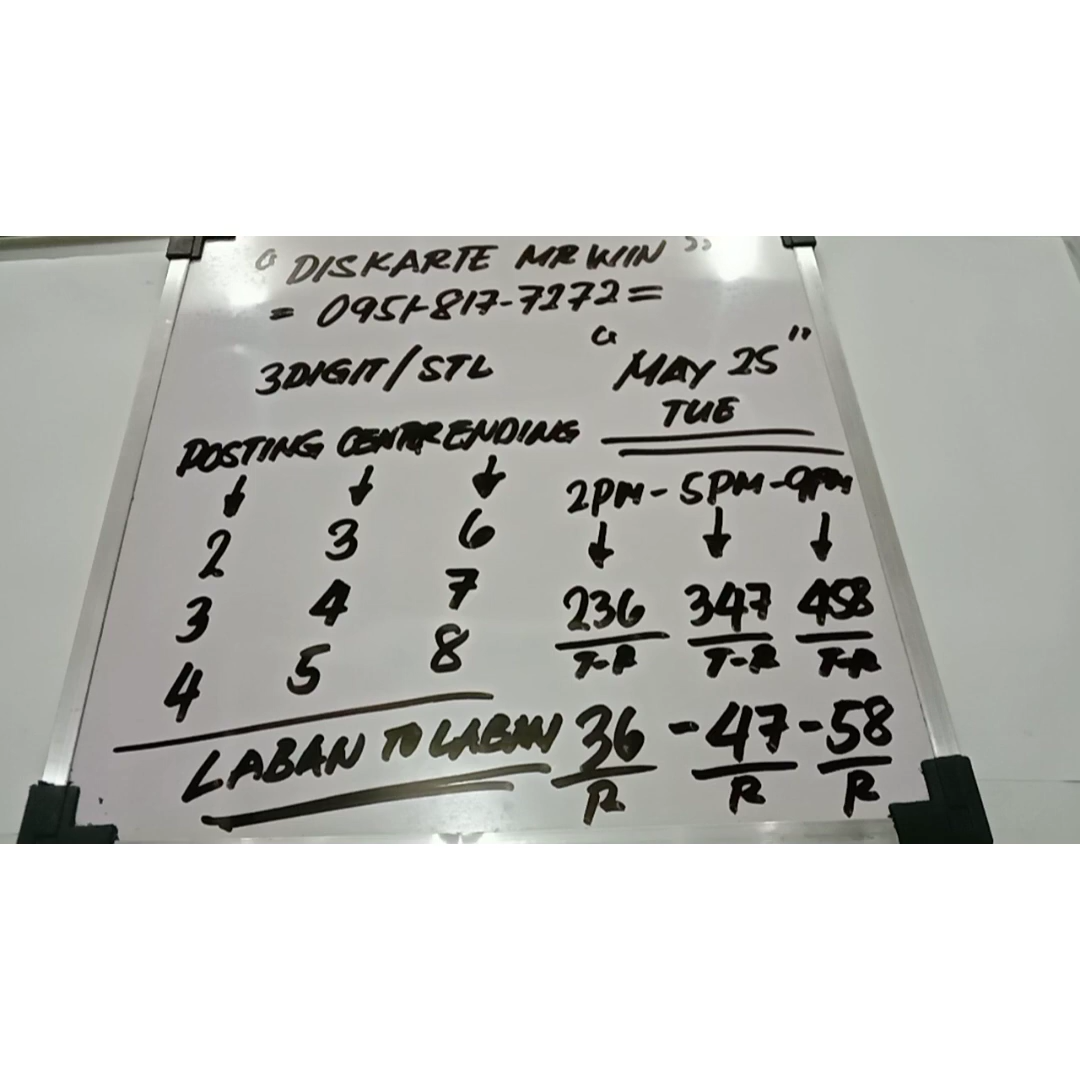 “ DISKARTE MR WIN ”
= 0951-817-7272 =
3DIGIT/STL
“ MAY 25 ”
TUE
POSTING CENTER ENDING
2 3 6
3 4 7
4 5 8
2PM - 5PM - 9PM
236 347 458
T-R T-R T-R
LABAN TO LABAN 36 - 47 - 58
R R R